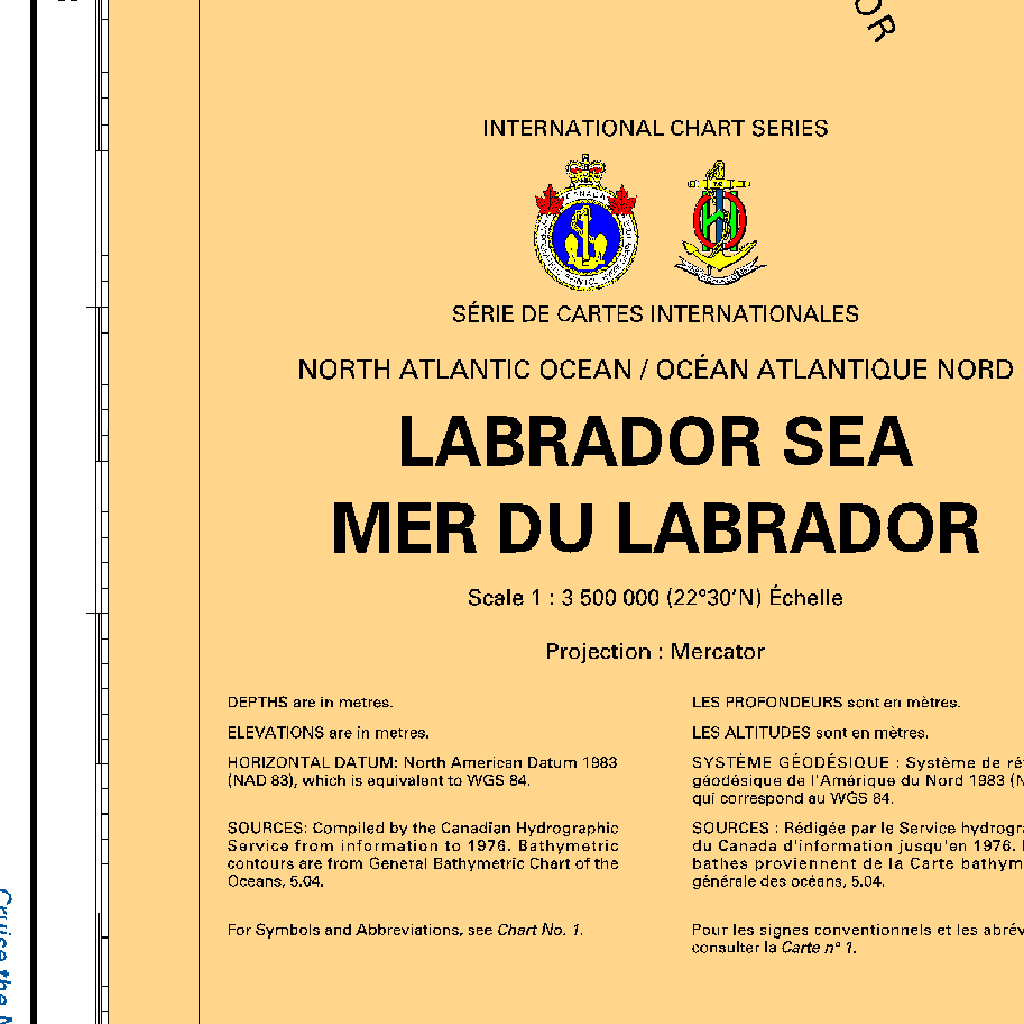 OR
INTERNATIONAL CHART SERIES
SÉRIE DE CARTES INTERNATIONALES
NORTH ATLANTIC OCEAN / OCÉAN ATLANTIQUE NORD
LABRADOR SEA
MER DU LABRADOR
Scale 1 : 3 500 000 (22°30'N) Échelle
Projection : Mercator
DEPTHS are in metres.
ELEVATIONS are in metres.
HORIZONTAL DATUM: North American Datum 1983
(NAD 83), which is equivalent to WGS 84.
SOURCES: Compiled by the Canadian Hydrographic
Service from information to 1976. Bathymetric
contours are from General Bathymetric Chart of the
Oceans, 5.04.
For Symbols and Abbreviations, see Chart No. 1.
LES PROFONDEURS sont en mètres.
LES ALTITUDES sont en mètres.
SYSTÈME GÉODÉSIQUE : Système de ré
géodésique de l'Amérique du Nord 1983 (N
qui correspond au WGS 84.
SOURCES : Rédigée par le Service hydrogra
du Canada d'information jusqu'en 1976.
bathes proviennent de la Carte bathym
générale des océans, 5.04.
Pour les signes conventionnels et les abrév
consulter la Carte n° 1.
Cruise the